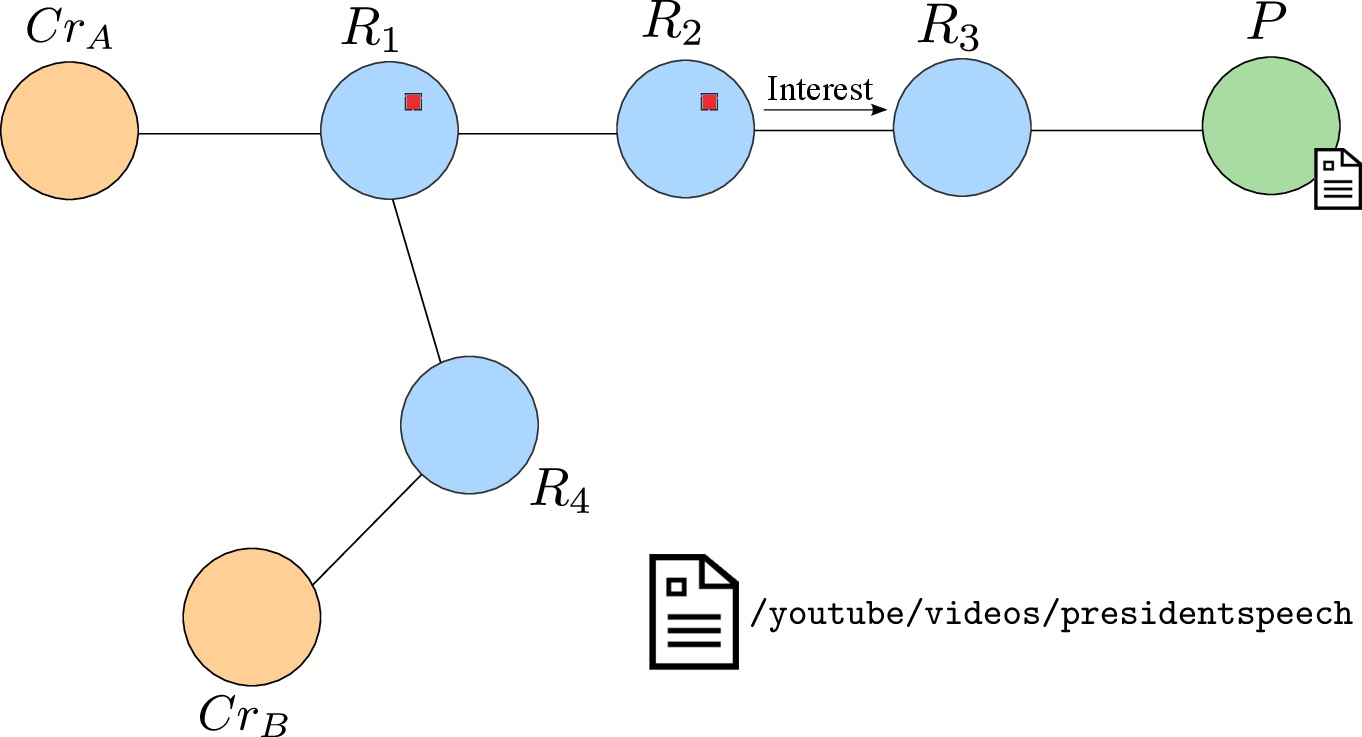 Cr_A
R_1
R_2
R_3
P
Interest
R_4
/youtube/videos/presidentspeech
Cr_B